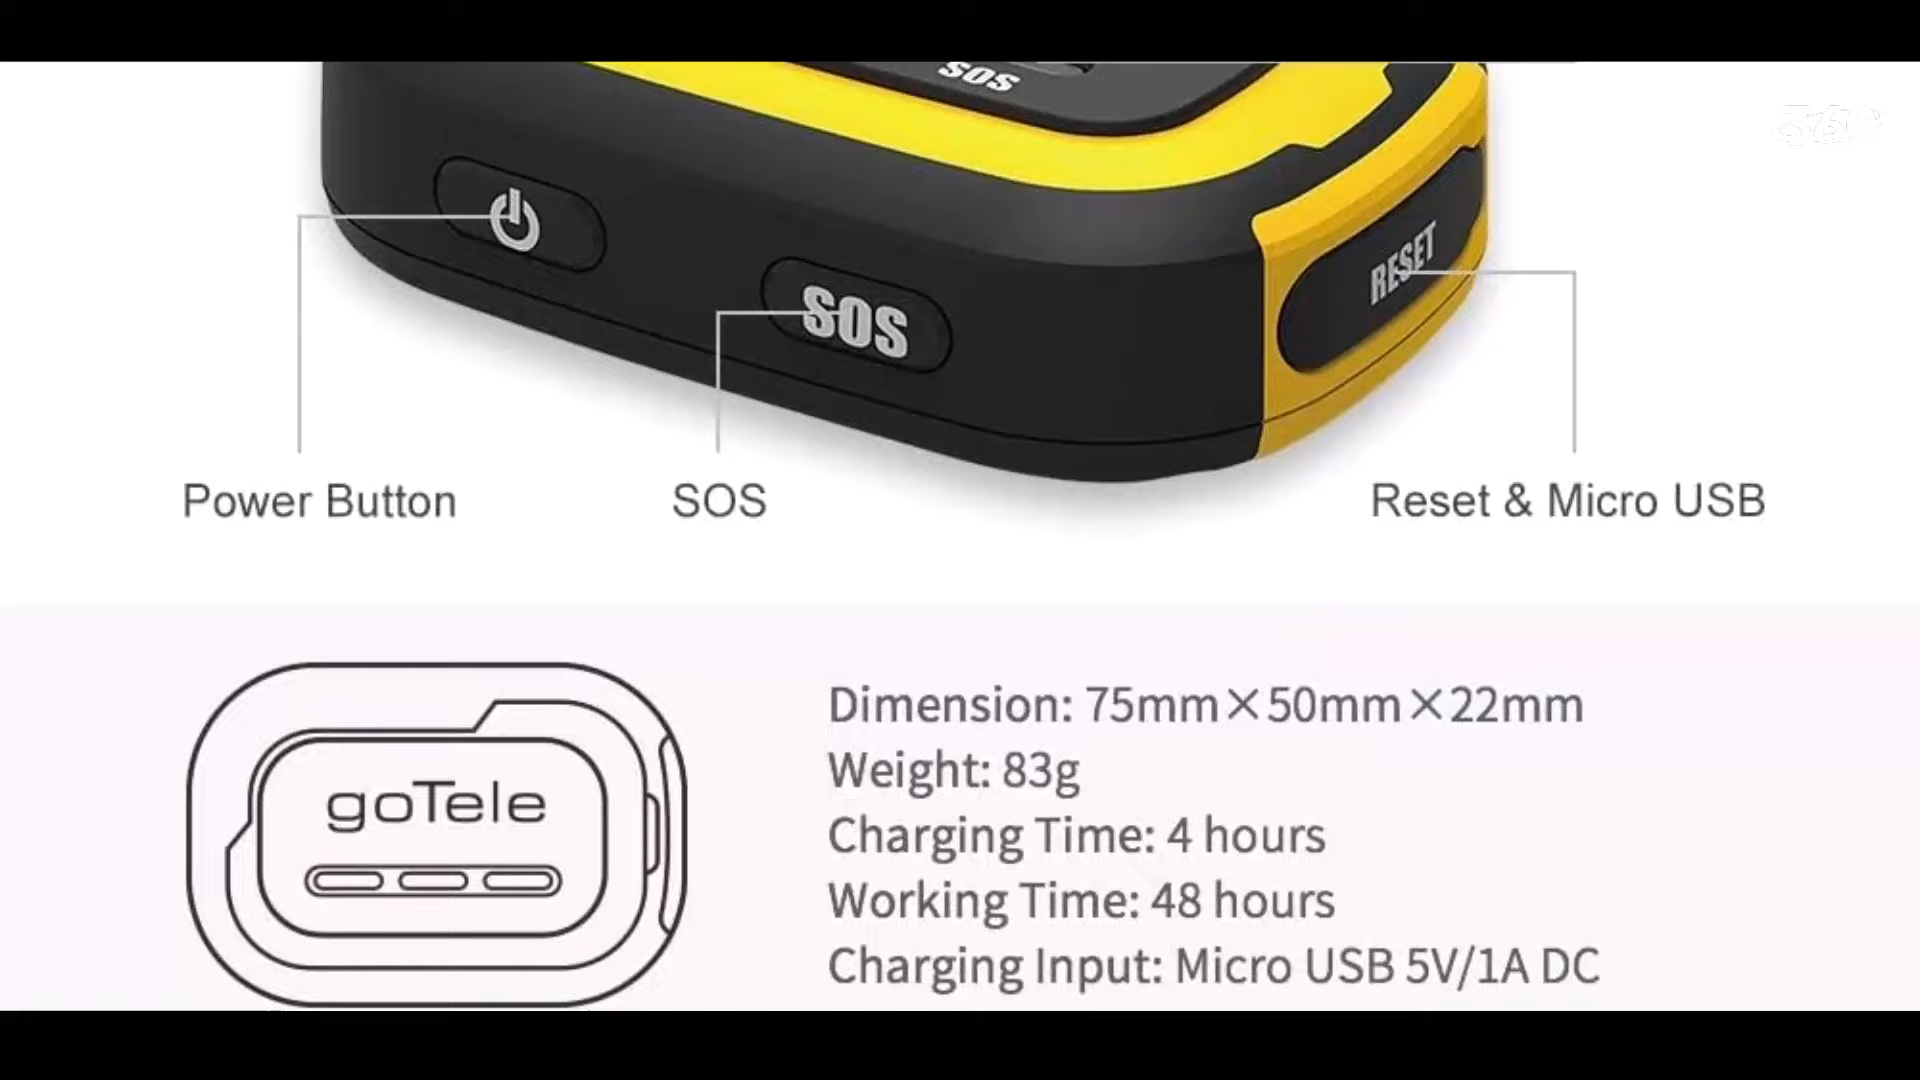 SOS
SOS
RESET
Power Button
SOS
Reset & Micro USB
goTele
Dimension: 75mm×50mm×22mm
Weight: 83g
Charging Time: 4 hours
Working Time: 48 hours
Charging Input: Micro USB 5V/1A DC